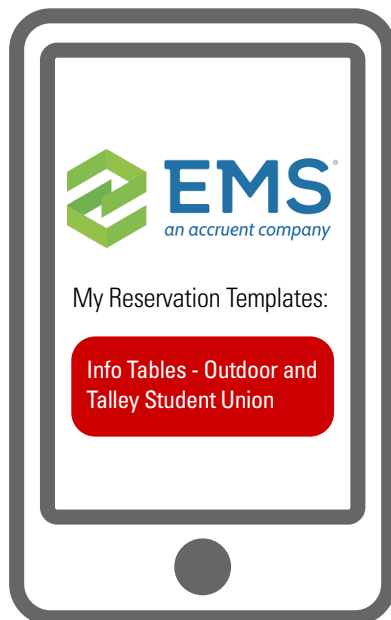 EMS®
an accruent company
My Reservation Templates:
Info Tables - Outdoor and
Talley Student Union